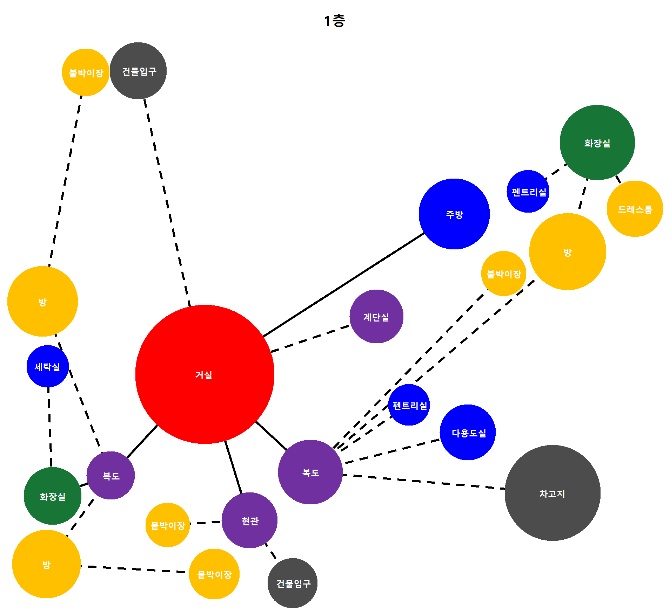 1층
붙박이장
건물입구
화장실
펜트리실
드레스룸
주방
방
붙박이장
방
계단실
세탁실
거실
펜트리실
다용도실
복도
복도
화장실
차고지
현관
붙박이장
방
붙박이장
건물입구